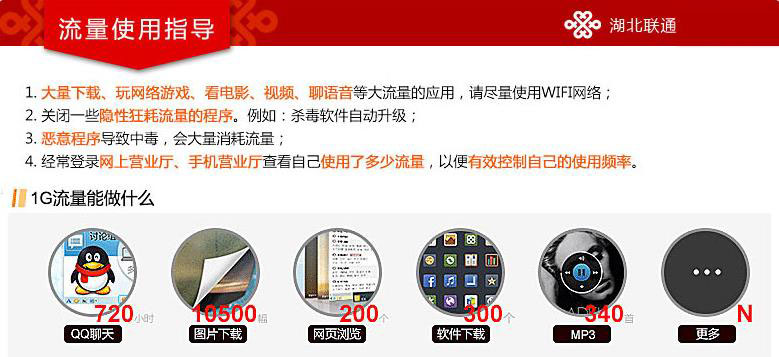 流量使用指导
湖北联通
1. 大量下载、玩网络游戏、看电影、视频、聊语音等大流量的应用，请尽量使用WIFI网络；
2. 关闭一些隐性狂耗流量的程序。例如：杀毒软件自动升级；
3. 恶意程序导致中毒，会大量消耗流量；
4. 经常登录网上营业厅、手机营业厅查看自己使用了多少流量，以便有效控制自己的使用频率。
1G流量能做什么
讨论组
720小时 10500幅 200个 300个 340首 N
QQ聊天 图片下载 网页浏览 软件下载 MP3 更多